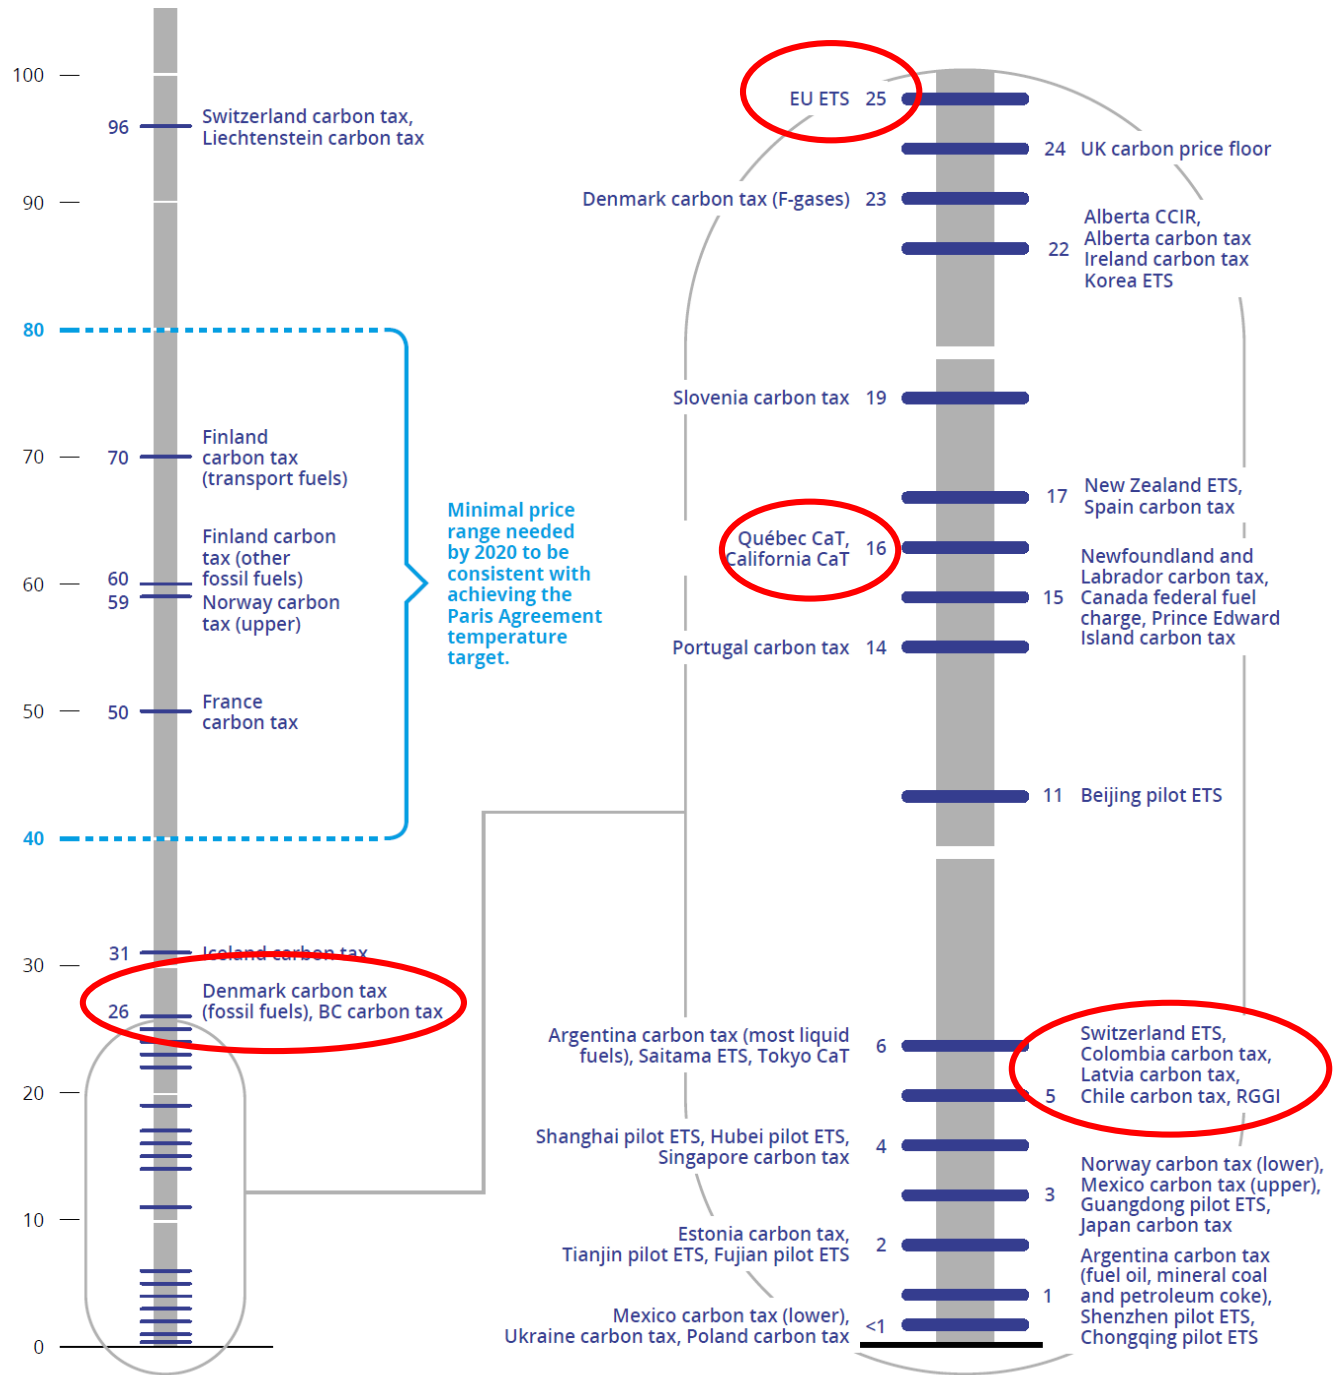 100
96
Switzerland carbon tax,
Liechtenstein carbon tax
90
80
70
70
Finland
carbon tax
(transport fuels)
Finland carbon
tax (other
fossil fuels)
60
60
59
Norway carbon
tax (upper)
Minimal price
range needed
by 2020 to be
consistent with
achieving the
Paris Agreement
temperature
target.
50
50
France
carbon tax
40
31
Iceland carbon tax
30
26
Denmark carbon tax
(fossil fuels), BC carbon tax
20
10
0
EU ETS 25
24 UK carbon price floor
Denmark carbon tax (F-gases) 23
22
Alberta CCIR,
Alberta carbon tax
Ireland carbon tax
Korea ETS
Slovenia carbon tax 19
17
New Zealand ETS,
Spain carbon tax
Québec CaT,
California CaT
16
15
Newfoundland and
Labrador carbon tax,
Canada federal fuel
charge, Prince Edward
Island carbon tax
Portugal carbon tax 14
11 Beijing pilot ETS
Argentina carbon tax (most liquid
fuels), Saitama ETS, Tokyo CaT
6
5
Switzerland ETS,
Colombia carbon tax,
Latvia carbon tax,
Chile carbon tax, RGGI
Shanghai pilot ETS, Hubei pilot ETS,
Singapore carbon tax
4
3
Norway carbon tax (lower),
Mexico carbon tax (upper),
Guangdong pilot ETS,
Japan carbon tax
Estonia carbon tax,
Tianjin pilot ETS, Fujian pilot ETS
2
1
Argentina carbon tax
(fuel oil, mineral coal
and petroleum coke),
Shenzhen pilot ETS,
Chongqing pilot ETS
Mexico carbon tax (lower),
Ukraine carbon tax, Poland carbon tax
<1